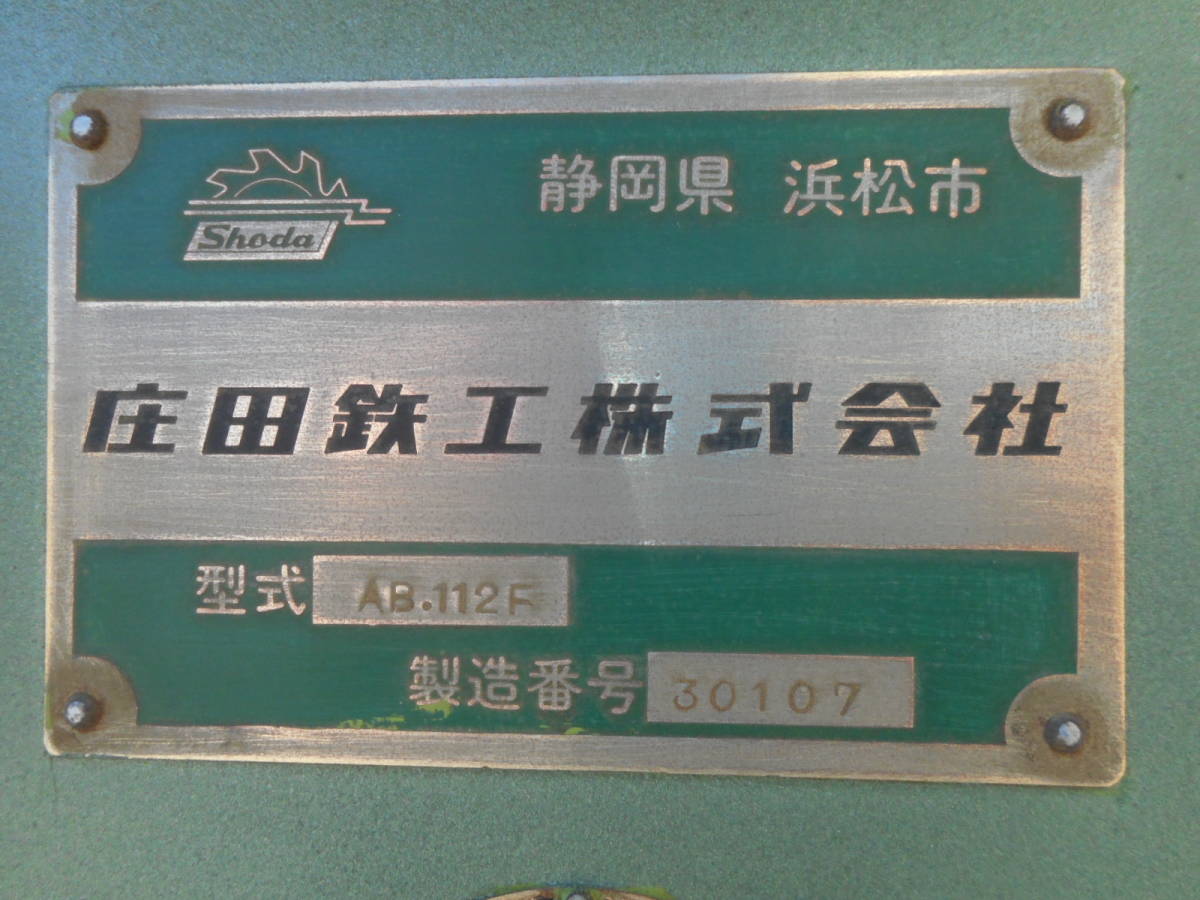 Shoda
静岡県 浜松市
庄田鉄工株式会社
型式 AB.112F
製造番号 30107